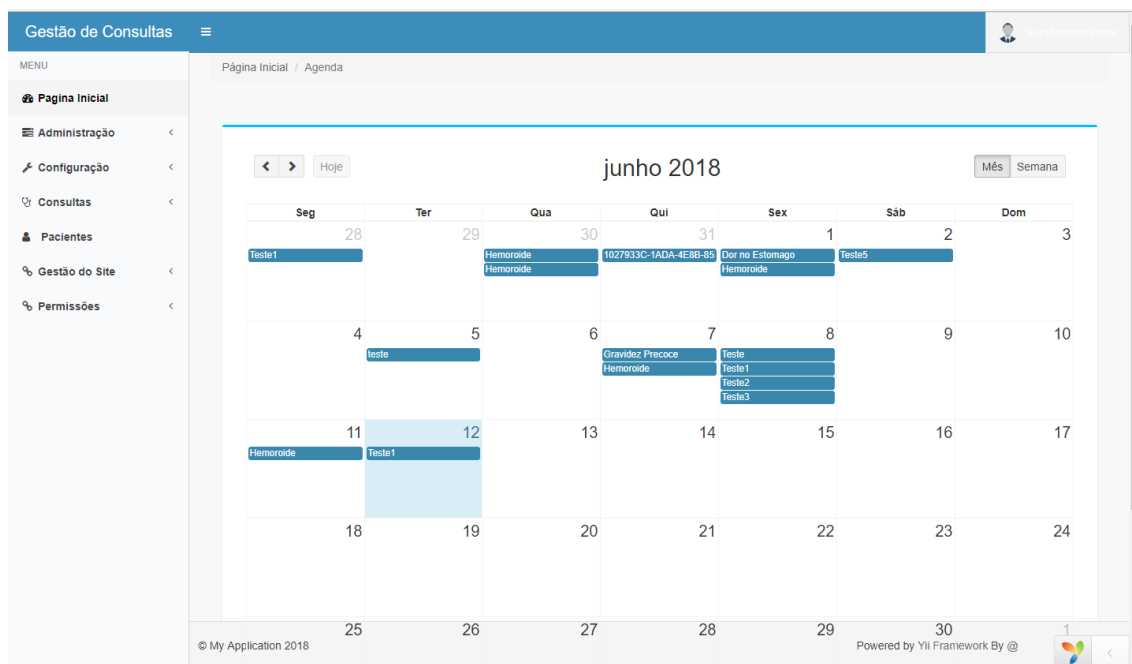 Gestão de Consultas
Site(Administrador
MENU
Página Inicial / Agenda
Pagina Inicial
Administração
Configuração
Consultas
Pacientes
Gestão do Site
Permissões
Hoje
junho 2018
Mês Semana
Seg Ter Qua Qui Sex Sáb Dom
28 29 30 31 1 2 3
Teste1 Hemoroide 1027933C-1ADA-4E8B-85 Dor no Estomago Teste5
Hemoroide Hemoroide
4 5 6 7 8 9 10
teste Gravidez Precoce Teste
Hemoroide Teste1
Teste2
Teste3
11 12 13 14 15 16 17
Hemoroide Teste1
18 19 20 21 22 23 24
25 26 27 28 29 30 1
© My Application 2018 Powered by Yii Framework By @